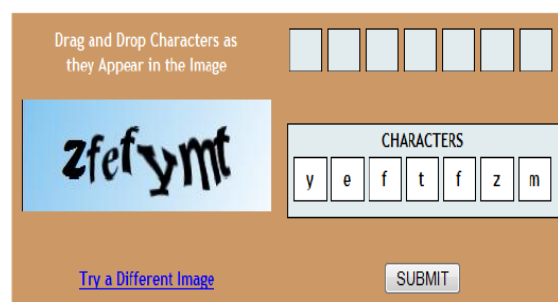 Drag and Drop Characters as
they Appear in the Image
zfefymt
CHARACTERS
y e f t f z m
Try a Different Image
SUBMIT